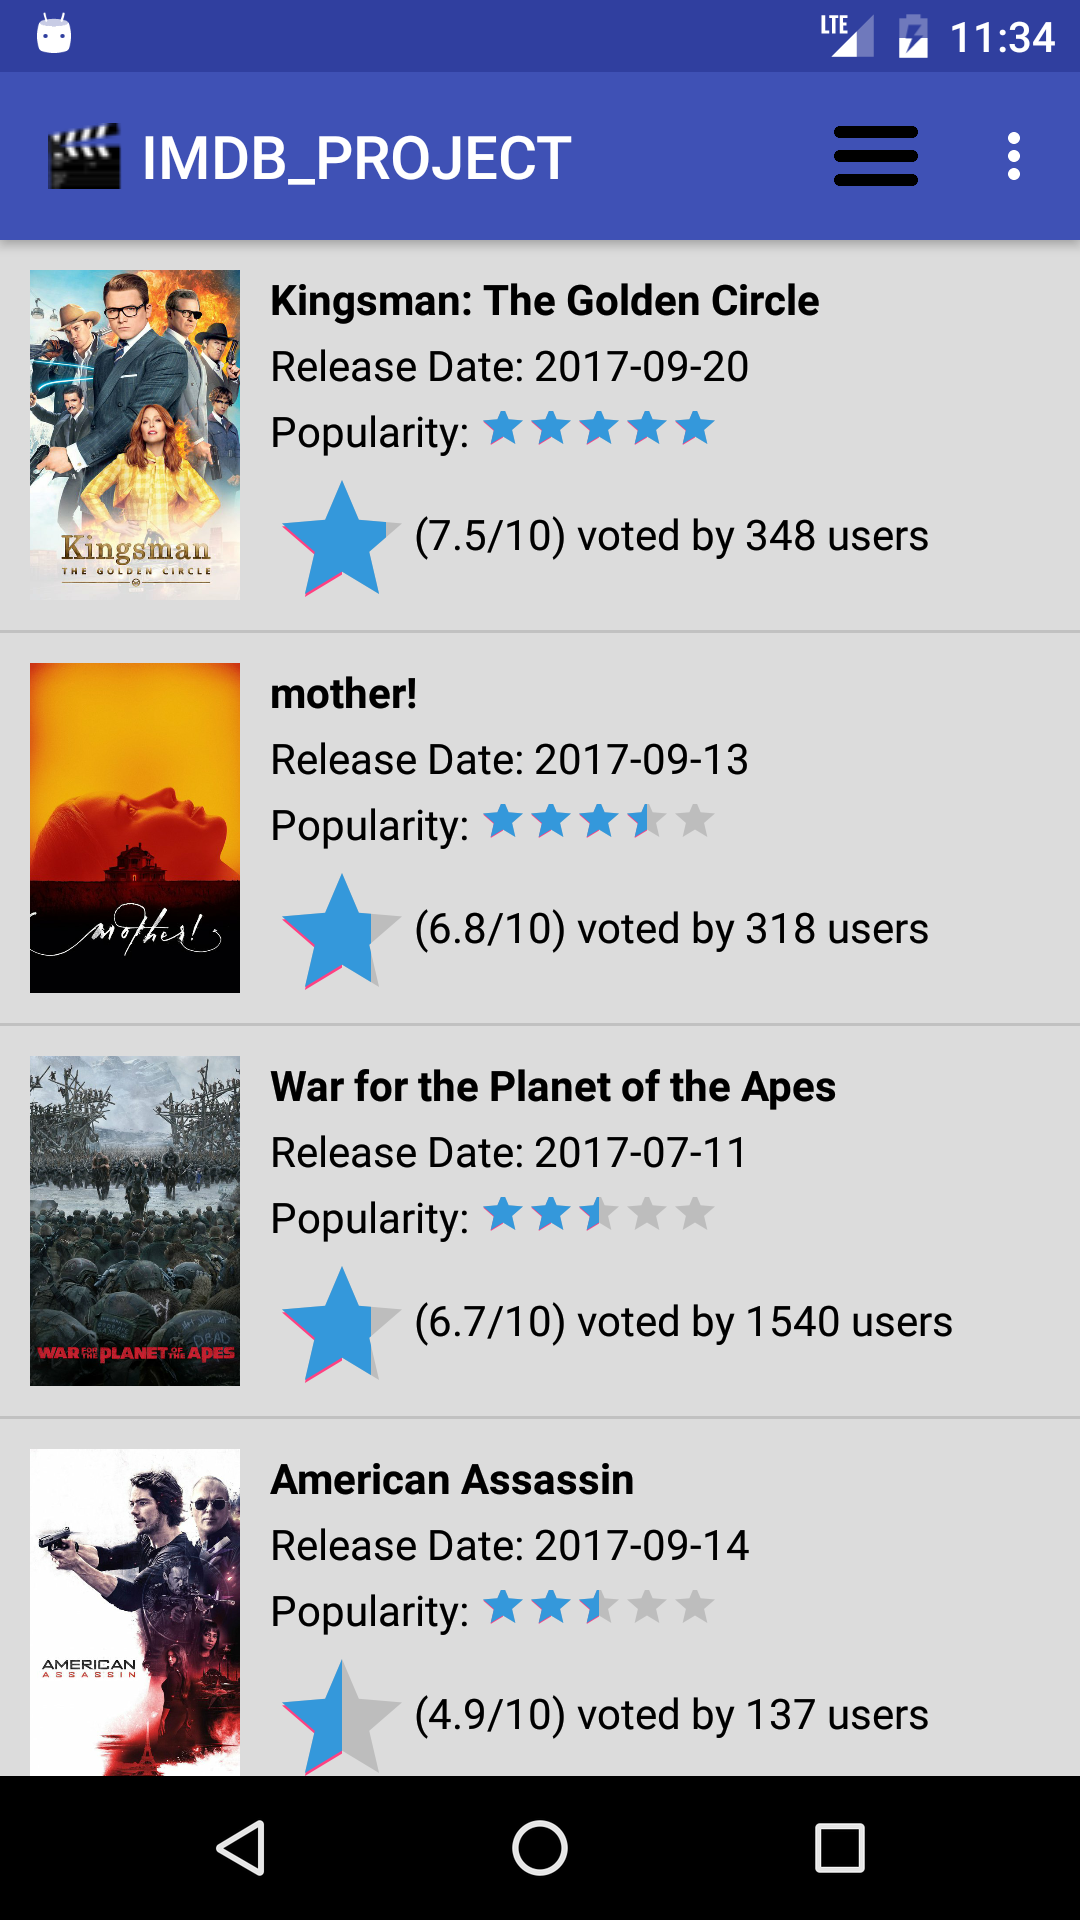 LTE 11:34
IMDB_PROJECT
Kingsman: The Golden Circle
Release Date: 2017-09-20
Popularity:
(7.5/10) voted by 348 users
Kingsman
THE GOLDEN CIRCLE
mother!
Release Date: 2017-09-13
Popularity:
(6.8/10) voted by 318 users
mother!
War for the Planet of the Apes
Release Date: 2017-07-11
Popularity:
(6.7/10) voted by 1540 users
WAR FOR THE PLANET OF THE APES
American Assassin
Release Date: 2017-09-14
Popularity:
(4.9/10) voted by 137 users
AMERICAN
ASSASSIN